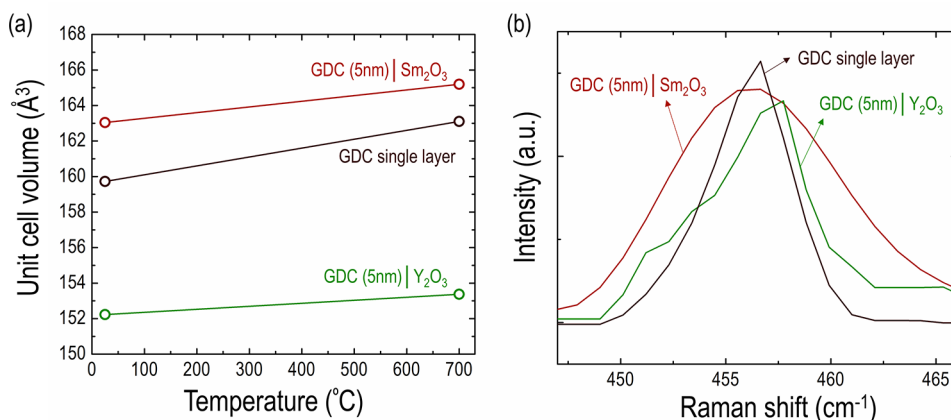 (a)
168
166
164
162
160
158
156
154
152
150
Unit cell volume (Å³)
GDC (5nm) | Sm₂O₃
GDC single layer
GDC (5nm) | Y₂O₃
0 100 200 300 400 500 600 700
Temperature (°C)
(b)
Intensity (a.u.)
GDC single layer
GDC (5nm) | Sm₂O₃
GDC (5nm) | Y₂O₃
450 455 460 465
Raman shift (cm⁻¹)